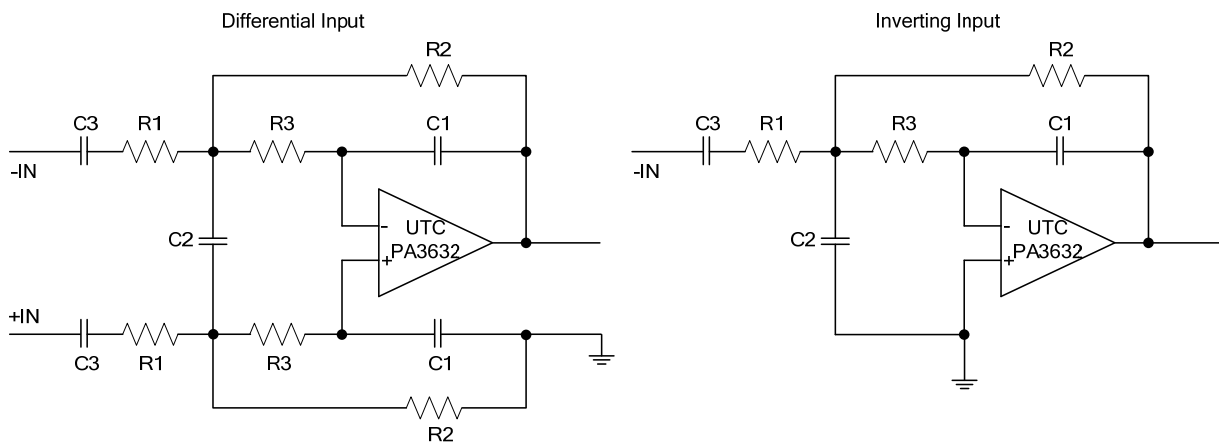 Differential Input
R2
C3
R1
R3
C1
-IN
UTC
PA3632
-
+
C2
+IN
C3
R1
R3
C1
R2
Inverting Input
R2
C3
R1
R3
C1
-IN
UTC
PA3632
-
+
C2